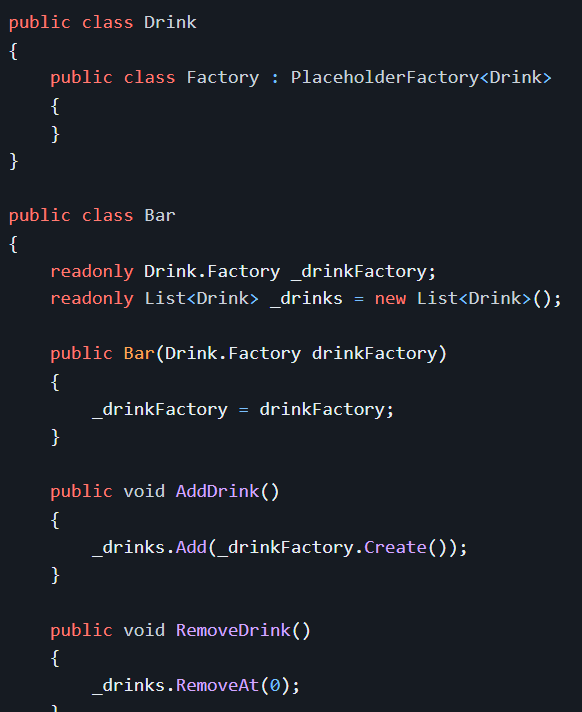 public class Drink
{
    public class Factory : PlaceholderFactory<Drink>
    {
    }
}

public class Bar
{
    readonly Drink.Factory _drinkFactory;
    readonly List<Drink> _drinks = new List<Drink>();

    public Bar(Drink.Factory drinkFactory)
    {
        _drinkFactory = drinkFactory;
    }

    public void AddDrink()
    {
        _drinks.Add(_drinkFactory.Create());
    }

    public void RemoveDrink()
    {
        _drinks.RemoveAt(0);
    }